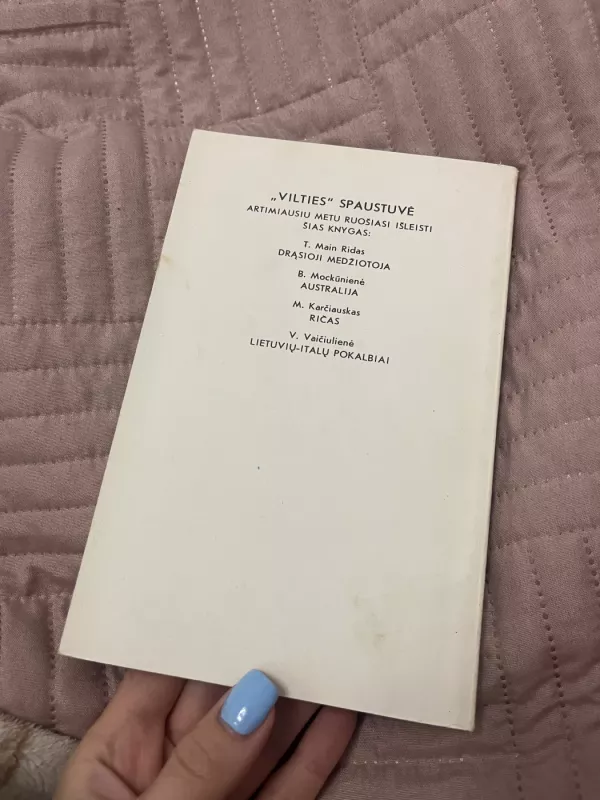 „VILTIES“ SPAUSTUVĖ
ARTIMIAUSIU METU RUOŠIASI IŠLEISTI
ŠIAS KNYGAS:
T. Main Ridas
DRĄSIOJI MEDŽIOTOJA
B. Mockūnienė
AUSTRALIJA
M. Karčiauskas
RIČAS
V. Vaičiulienė
LIETUVIŲ-ITALŲ POKALBIAI